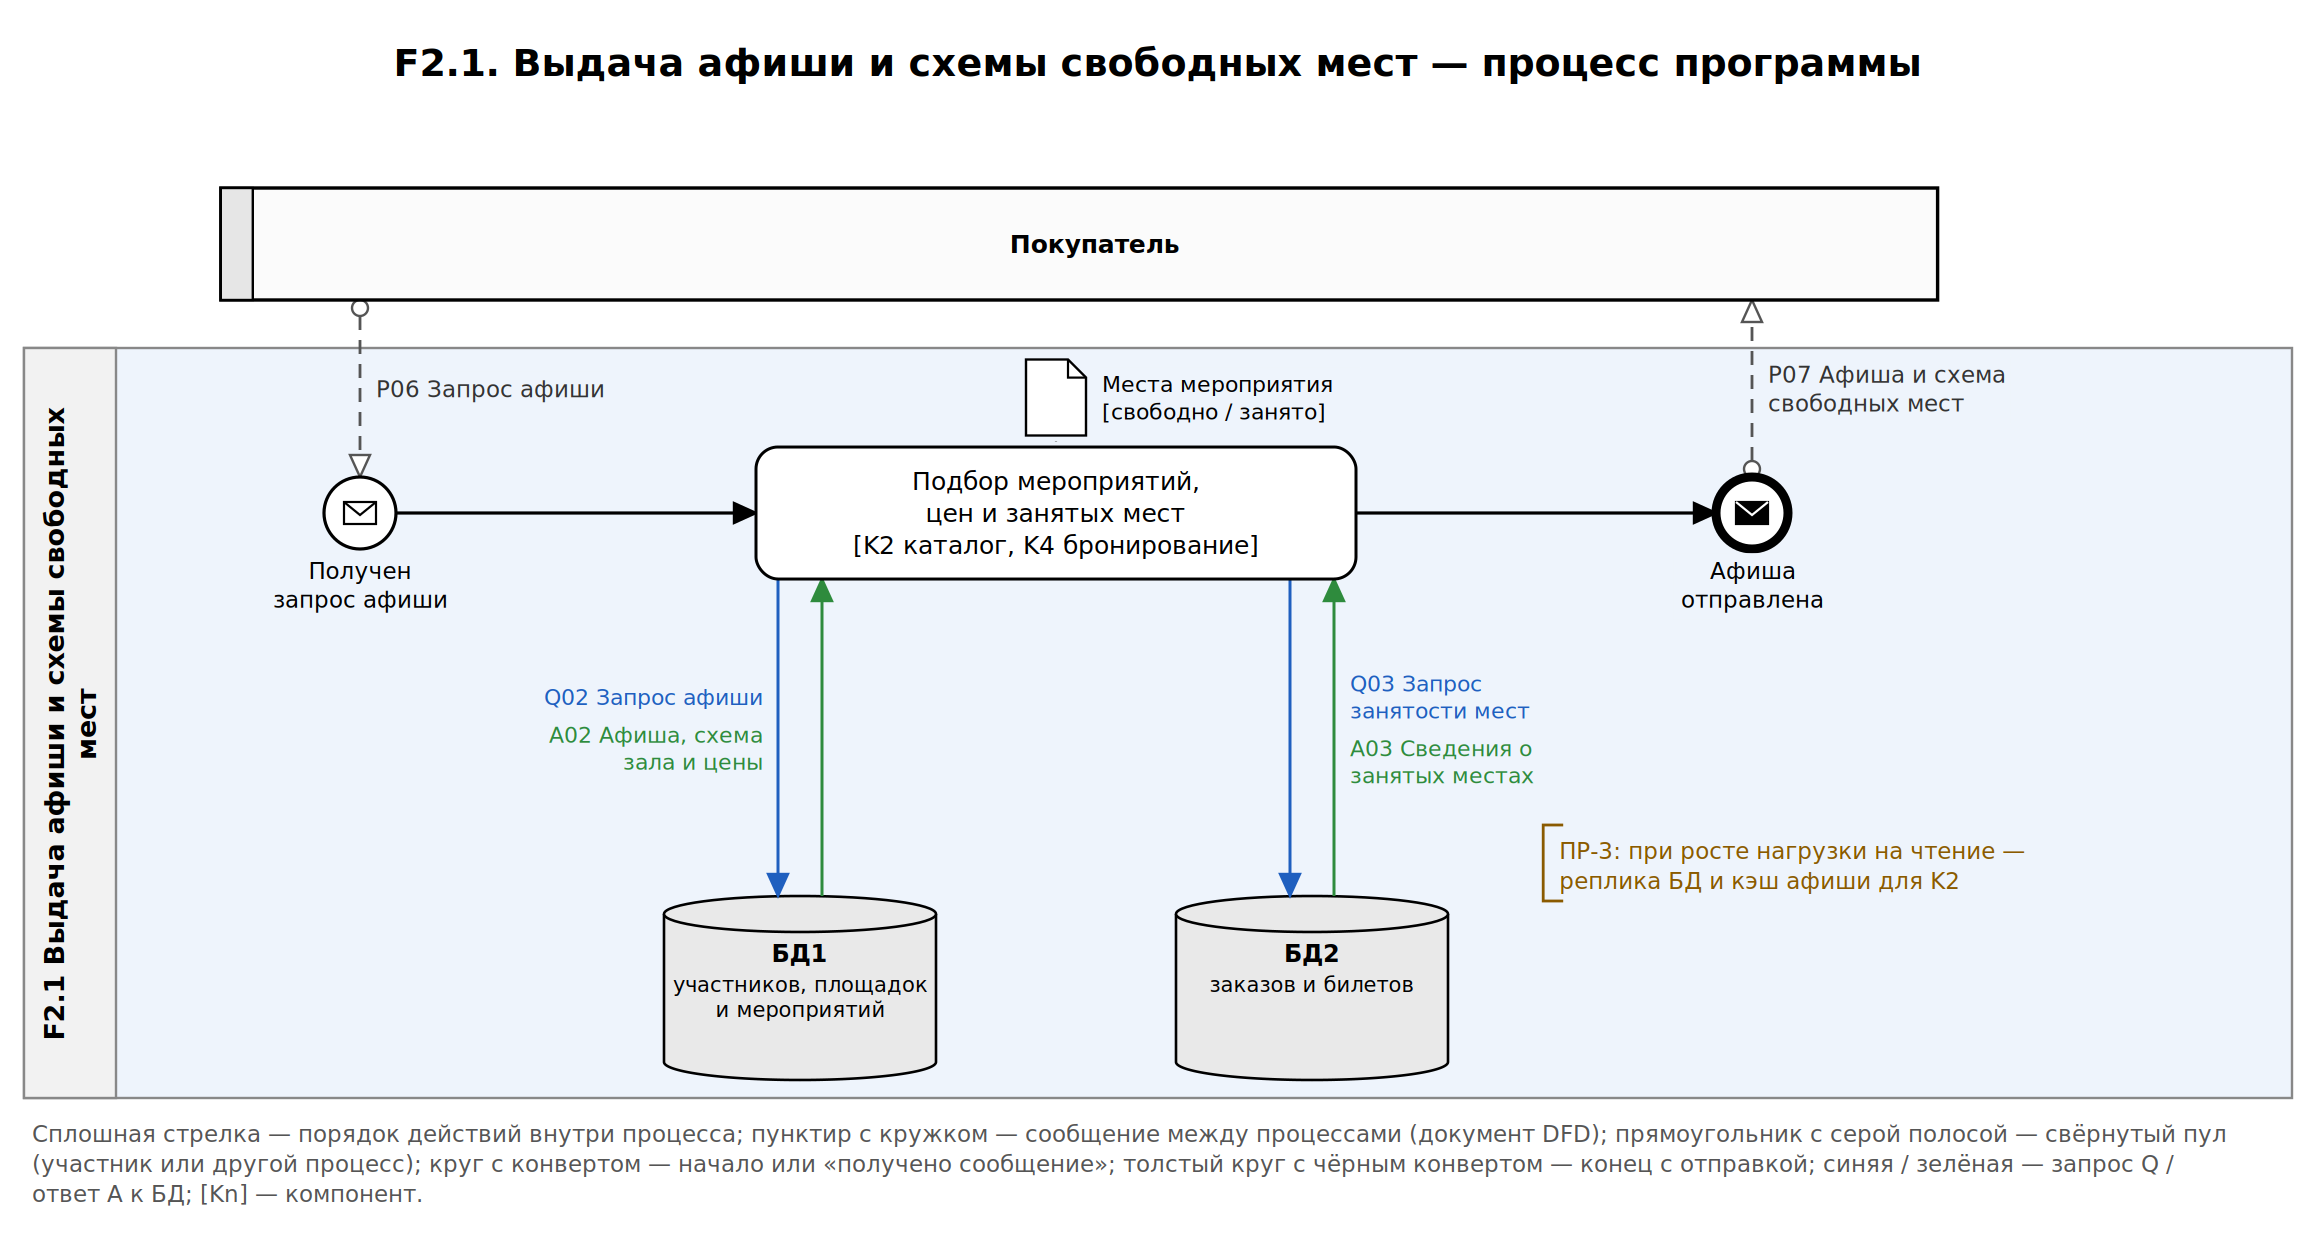 F2.1. Выдача афиши и схемы свободных мест — процесс программы
Покупатель
P06 Запрос афиши
Места мероприятия
[свободно / занято]
P07 Афиша и схема
свободных мест
F2.1 Выдача афиши и схемы свободных
мест
Подбор мероприятий,
цен и занятых мест
[K2 каталог, K4 бронирование]
Получен
запрос афиши
Афиша
отправлена
Q02 Запрос афиши
A02 Афиша, схема
зала и цены
Q03 Запрос
занятости мест
A03 Сведения о
занятых местах
ПР-3: при росте нагрузки на чтение —
реплика БД и кэш афиши для K2
БД1
участников, площадок
и мероприятий
БД2
заказов и билетов
Сплошная стрелка — порядок действий внутри процесса; пунктир с кружком — сообщение между процессами (документ DFD); прямоугольник с серой полосой — свёрнутый пул
(участник или другой процесс); круг с конвертом — начало или «получено сообщение»; толстый круг с чёрным конвертом — конец с отправкой; синяя / зелёная — запрос Q /
ответ A к БД; [Kn] — компонент.